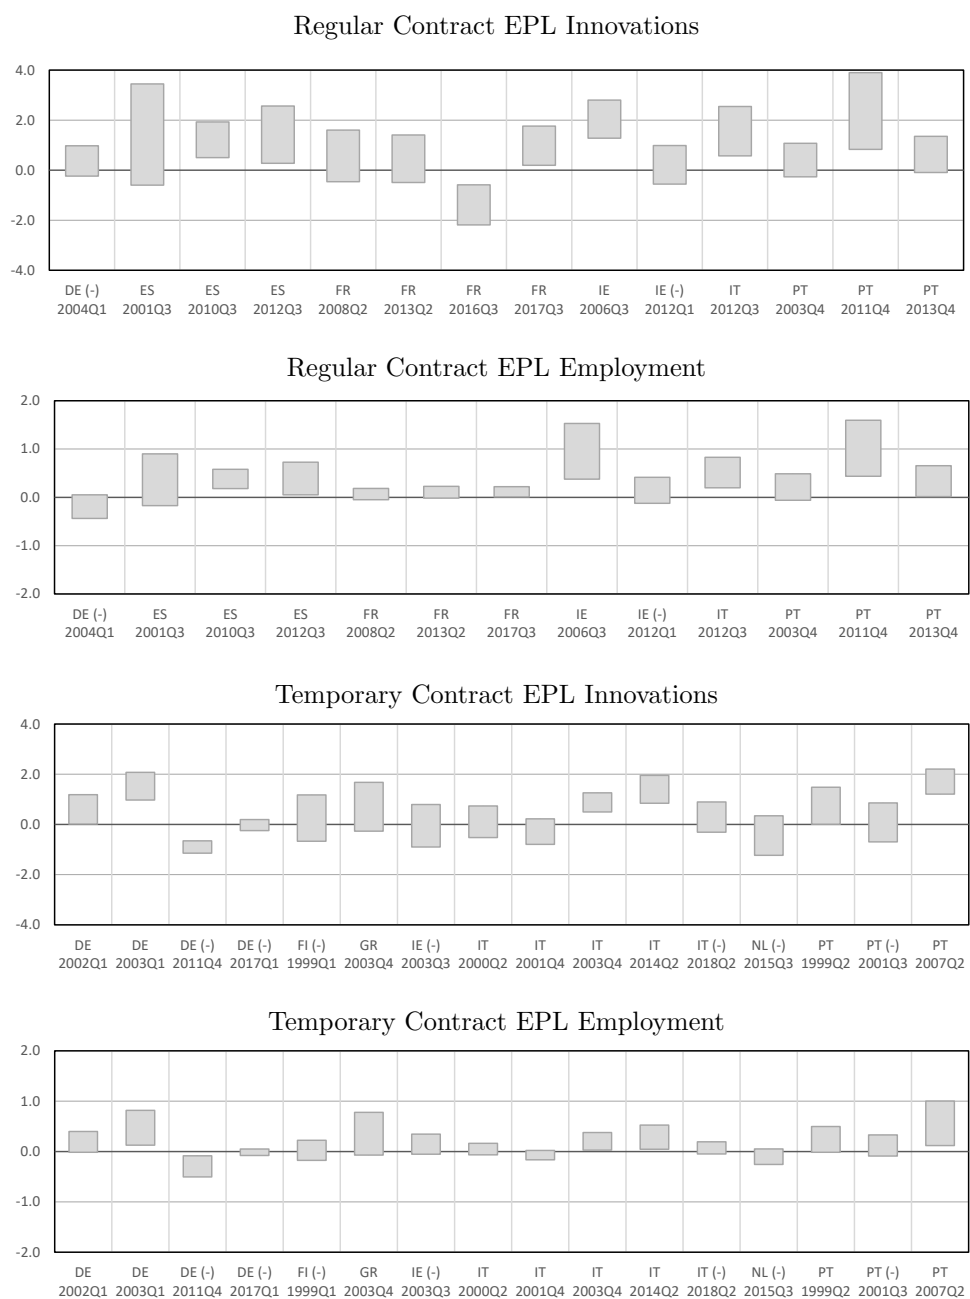 Regular Contract EPL Innovations
4.0
2.0
0.0
-2.0
-4.0
DE (-) ES ES ES FR FR FR FR IE IE (-) IT PT PT PT
2004Q1 2001Q3 2010Q3 2012Q3 2008Q2 2013Q2 2016Q3 2017Q3 2006Q3 2012Q1 2012Q3 2003Q4 2011Q4 2013Q4
Regular Contract EPL Employment
2.0
1.0
0.0
-1.0
-2.0
DE (-) ES ES ES FR FR FR IE IE (-) IT PT PT PT
2004Q1 2001Q3 2010Q3 2012Q3 2008Q2 2013Q2 2017Q3 2006Q3 2012Q1 2012Q3 2003Q4 2011Q4 2013Q4
Temporary Contract EPL Innovations
4.0
2.0
0.0
-2.0
-4.0
DE DE DE (-) DE (-) FI (-) GR IE (-) IT IT IT IT IT (-) NL (-) PT PT (-) PT
2002Q1 2003Q1 2011Q4 2017Q1 1999Q1 2003Q4 2003Q3 2000Q2 2001Q4 2003Q4 2014Q2 2018Q2 2015Q3 1999Q2 2001Q3 2007Q2
Temporary Contract EPL Employment
2.0
1.0
0.0
-1.0
-2.0
DE DE DE (-) DE (-) FI (-) GR IE (-) IT IT IT IT IT (-) NL (-) PT PT (-) PT
2002Q1 2003Q1 2011Q4 2017Q1 1999Q1 2003Q4 2003Q3 2000Q2 2001Q4 2003Q4 2014Q2 2018Q2 2015Q3 1999Q2 2001Q3 2007Q2